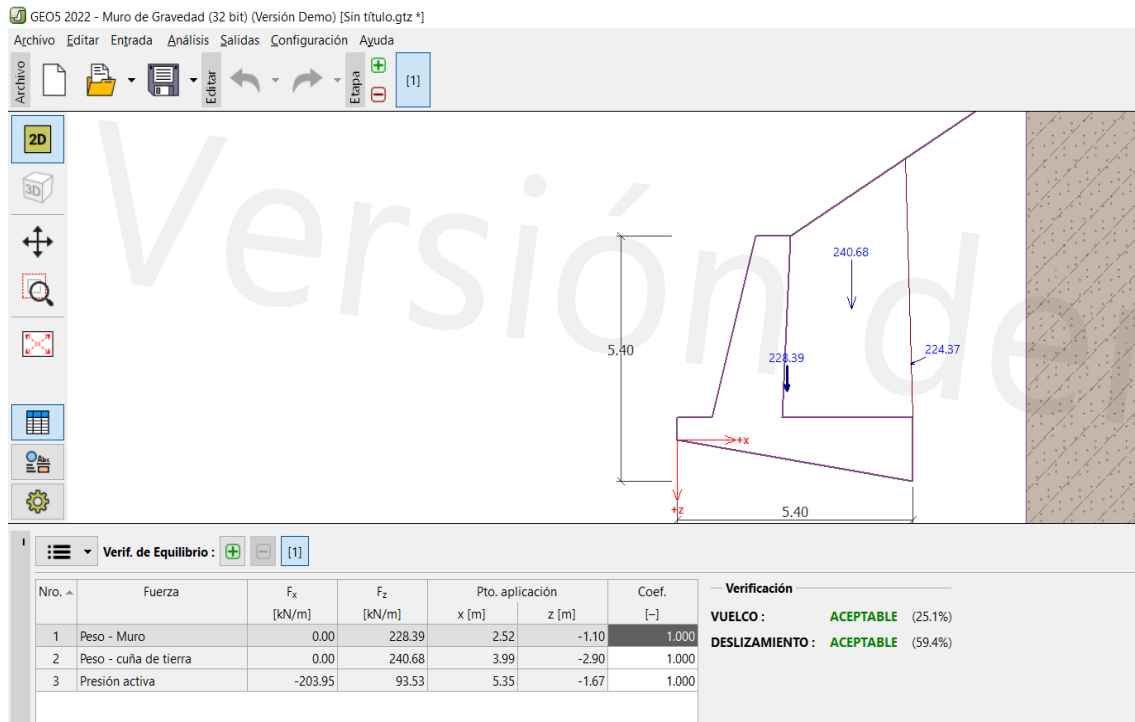 GEO5 2022 - Muro de Gravedad (32 bit) (Versión Demo) [Sin título.gtz *]
Archivo Editar Entrada Análisis Salidas Configuración Ayuda
Archivo
Editar
Etapa
[1]
2D
3D
Versión de
240.68
5.40
224.37
228.39
+x
+z
5.40
Abc
Verif. de Equilibrio : [1]
Nro. Fuerza Fx Fz Pto. aplicación Coef.
[kN/m] [kN/m] x [m] z [m] [–]
1 Peso - Muro 0.00 228.39 2.52 -1.10 1.000
2 Peso - cuña de tierra 0.00 240.68 3.99 -2.90 1.000
3 Presión activa -203.95 93.53 5.35 -1.67 1.000
Verificación
VUELCO : ACEPTABLE (25.1%)
DESLIZAMIENTO : ACEPTABLE (59.4%)